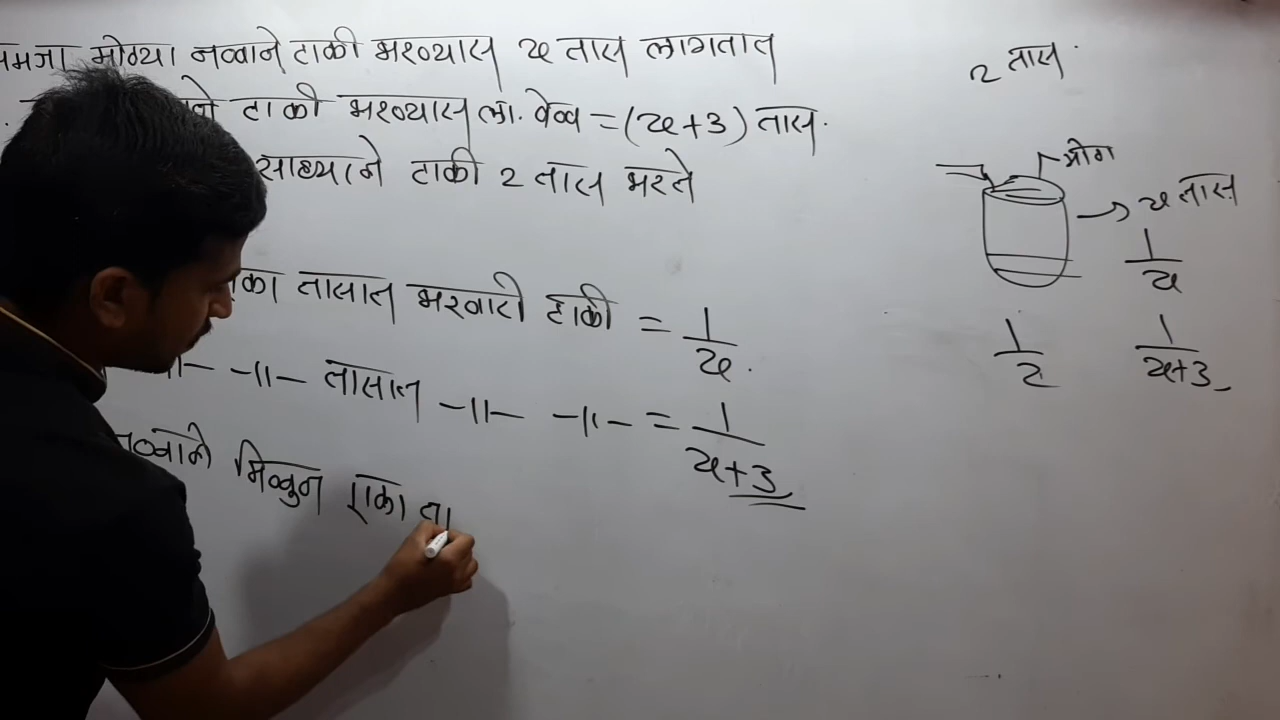 समजा मोठ्या नळाने टाकी भरण्यास x तास लागतात
ने टाकी भरण्यास ला. वेळ = (x+3) तास.
साह्याने टाकी 2 तास भरते
का तासात भरणारी टाकी = 1/x.
-||- -||- तासात -||- -||- = 1/x+3
नळाने मिळुन एका ता
2 तास.
x तास
1/x
1/2 1/x+3